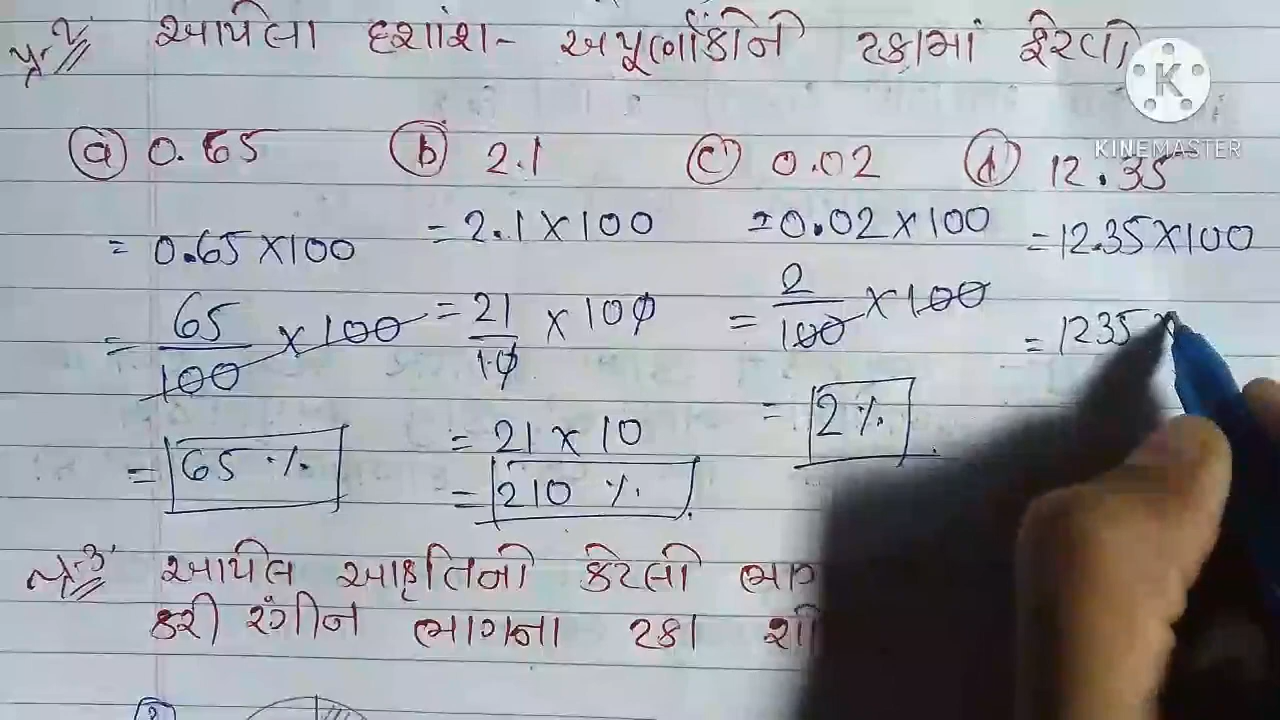 પ્ર-2 આપેલા દશાંશ- અપૂર્ણાંકોને ટકામાં ફેરવો
K
KINEMASTER
ⓐ 0.65 ⓑ 2.1 ⓒ 0.02 ⓓ 12.35
= 0.65 × 100 = 2.1 × 100 = 0.02 × 100 = 12.35 × 100
= 65/100 × 100 = 21/10 × 100 = 2/100 × 100 = 1235 ×
= 65 % = 21 × 10 = 2 %
= 210 %
પ્ર-3 આપેલ આકૃતિનો કેટલો
કરી રંગીન ભાગના ટકા